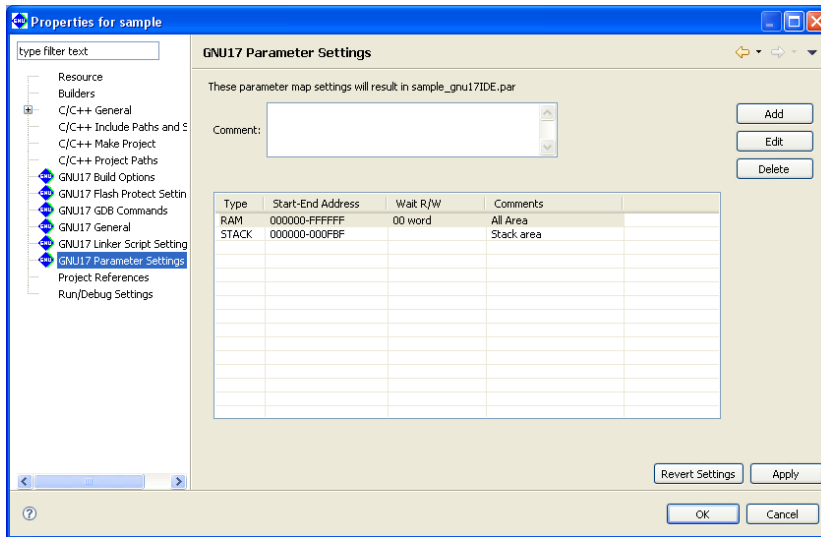 Properties for sample
type filter text
Resource
Builders
C/C++ General
C/C++ Include Paths and S
C/C++ Make Project
C/C++ Project Paths
GNU17 Build Options
GNU17 Flash Protect Settin
GNU17 GDB Commands
GNU17 General
GNU17 Linker Script Setting
GNU17 Parameter Settings
Project References
Run/Debug Settings
GNU17 Parameter Settings
These parameter map settings will result in sample_gnu17IDE.par
Comment:
Add
Edit
Delete
Type Start-End Address Wait R/W Comments
RAM 000000-FFFFFF 00 word All Area
STACK 000000-000FBF Stack area
Revert Settings Apply
OK Cancel